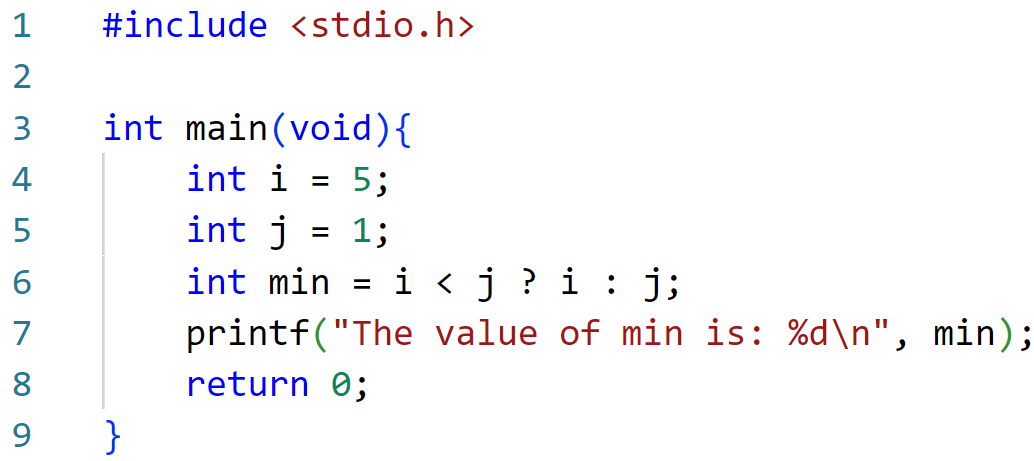 1 #include <stdio.h>
2
3 int main(void){
4     int i = 5;
5     int j = 1;
6     int min = i < j ? i : j;
7     printf("The value of min is: %d\n", min);
8     return 0;
9 }